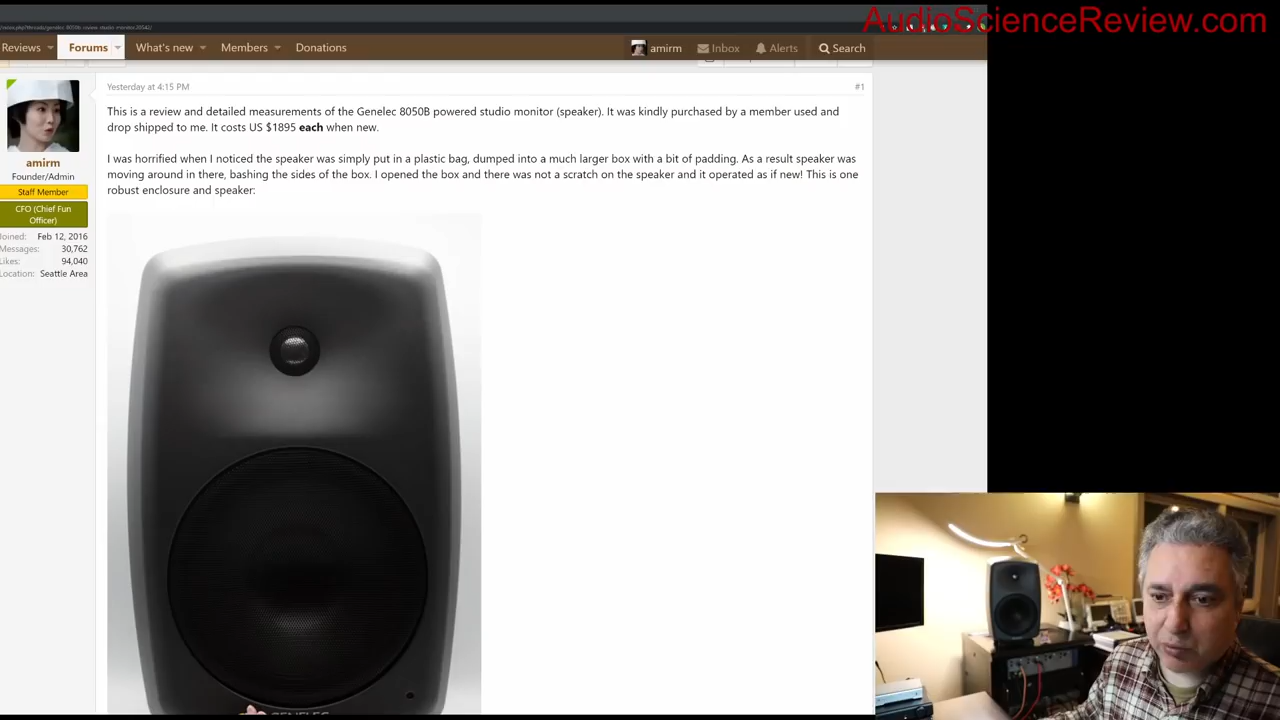 AudioScienceReview.com
Reviews Forums What's new Members Donations amirm Inbox Alerts Search
Yesterday at 4:15 PM #1
This is a review and detailed measurements of the Genelec 8050B powered studio monitor (speaker). It was kindly purchased by a member used and
drop shipped to me. It costs US $1895 each when new.
I was horrified when I noticed the speaker was simply put in a plastic bag, dumped into a much larger box with a bit of padding. As a result speaker was
moving around in there, bashing the sides of the box. I opened the box and there was not a scratch on the speaker and it operated as if new! This is one
robust enclosure and speaker:
amirm
Founder/Admin
Staff Member
CFO (Chief Fun
Officer)
Joined: Feb 12, 2016
Messages: 30,762
Likes: 94,040
Location: Seattle Area
GENELEC